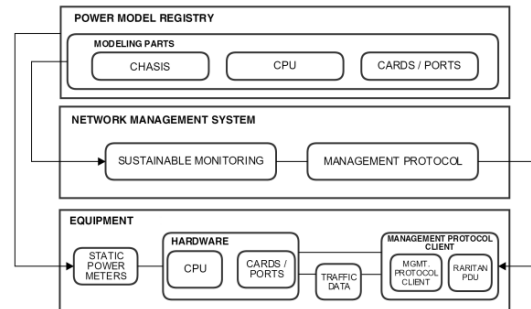 POWER MODEL REGISTRY
MODELING PARTS
CHASIS
CPU
CARDS / PORTS
NETWORK MANAGEMENT SYSTEM
SUSTAINABLE MONITORING
MANAGEMENT PROTOCOL
EQUIPMENT
STATIC
POWER
METERS
HARDWARE
CPU
CARDS /
PORTS
TRAFFIC
DATA
MANAGEMENT PROTOCOL
CLIENT
MGMT.
PROTOCOL
CLIENT
RARITAN
PDU